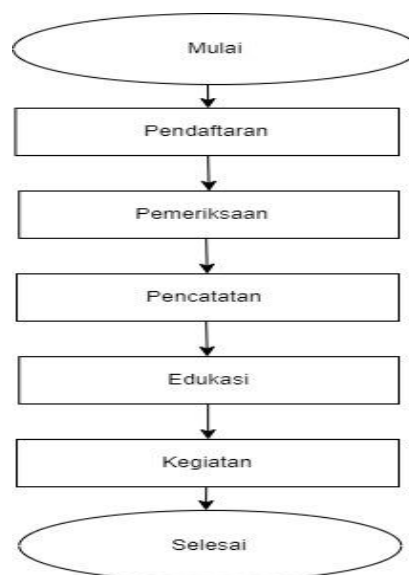 Mulai
Pendaftaran
Pemeriksaan
Pencatatan
Edukasi
Kegiatan
Selesai